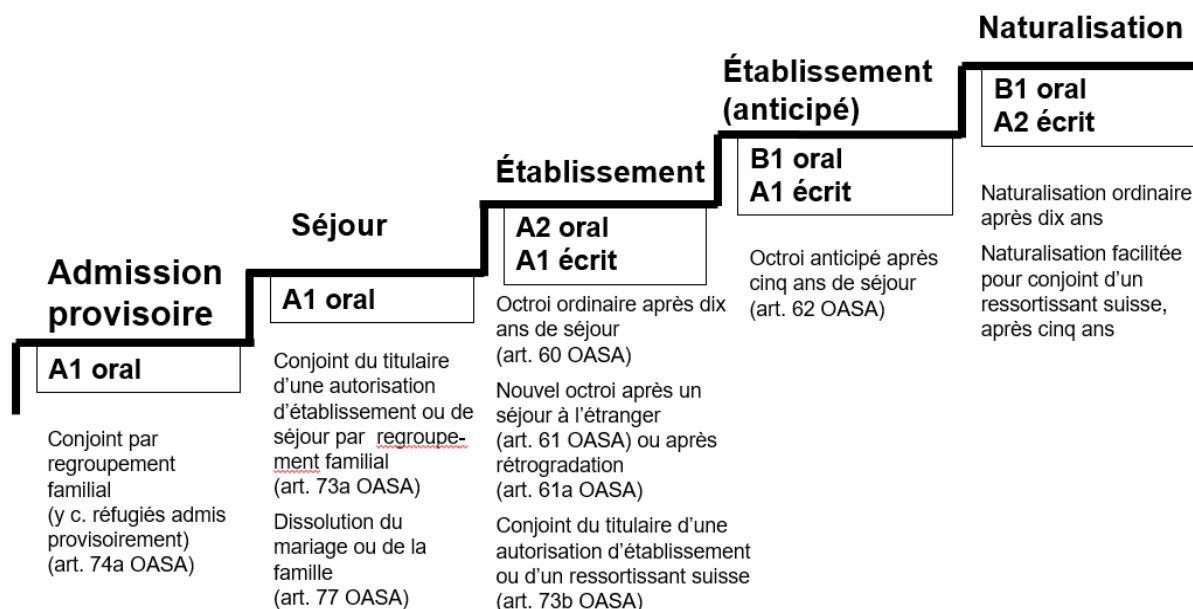 Admission
provisoire
A1 oral
Conjoint par
regroupement
familial
(y c. réfugiés admis
provisoirement)
(art. 74a OASA)
Séjour
A1 oral
Conjoint du titulaire
d’une autorisation
d’établissement ou de
séjour par regroupe-
ment familial
(art. 73a OASA)
Dissolution du
mariage ou de la
famille
(art. 77 OASA)
Établissement
A2 oral
A1 écrit
Octroi ordinaire après dix
ans de séjour
(art. 60 OASA)
Nouvel octroi après un
séjour à l’étranger
(art. 61 OASA) ou après
rétrogradation
(art. 61a OASA)
Conjoint du titulaire d’une
autorisation d’établissement
ou d’un ressortissant suisse
(art. 73b OASA)
Établissement
(anticipé)
B1 oral
A1 écrit
Octroi anticipé après
cinq ans de séjour
(art. 62 OASA)
Naturalisation
B1 oral
A2 écrit
Naturalisation ordinaire
après dix ans
Naturalisation facilitée
pour conjoint d’un
ressortissant suisse,
après cinq ans